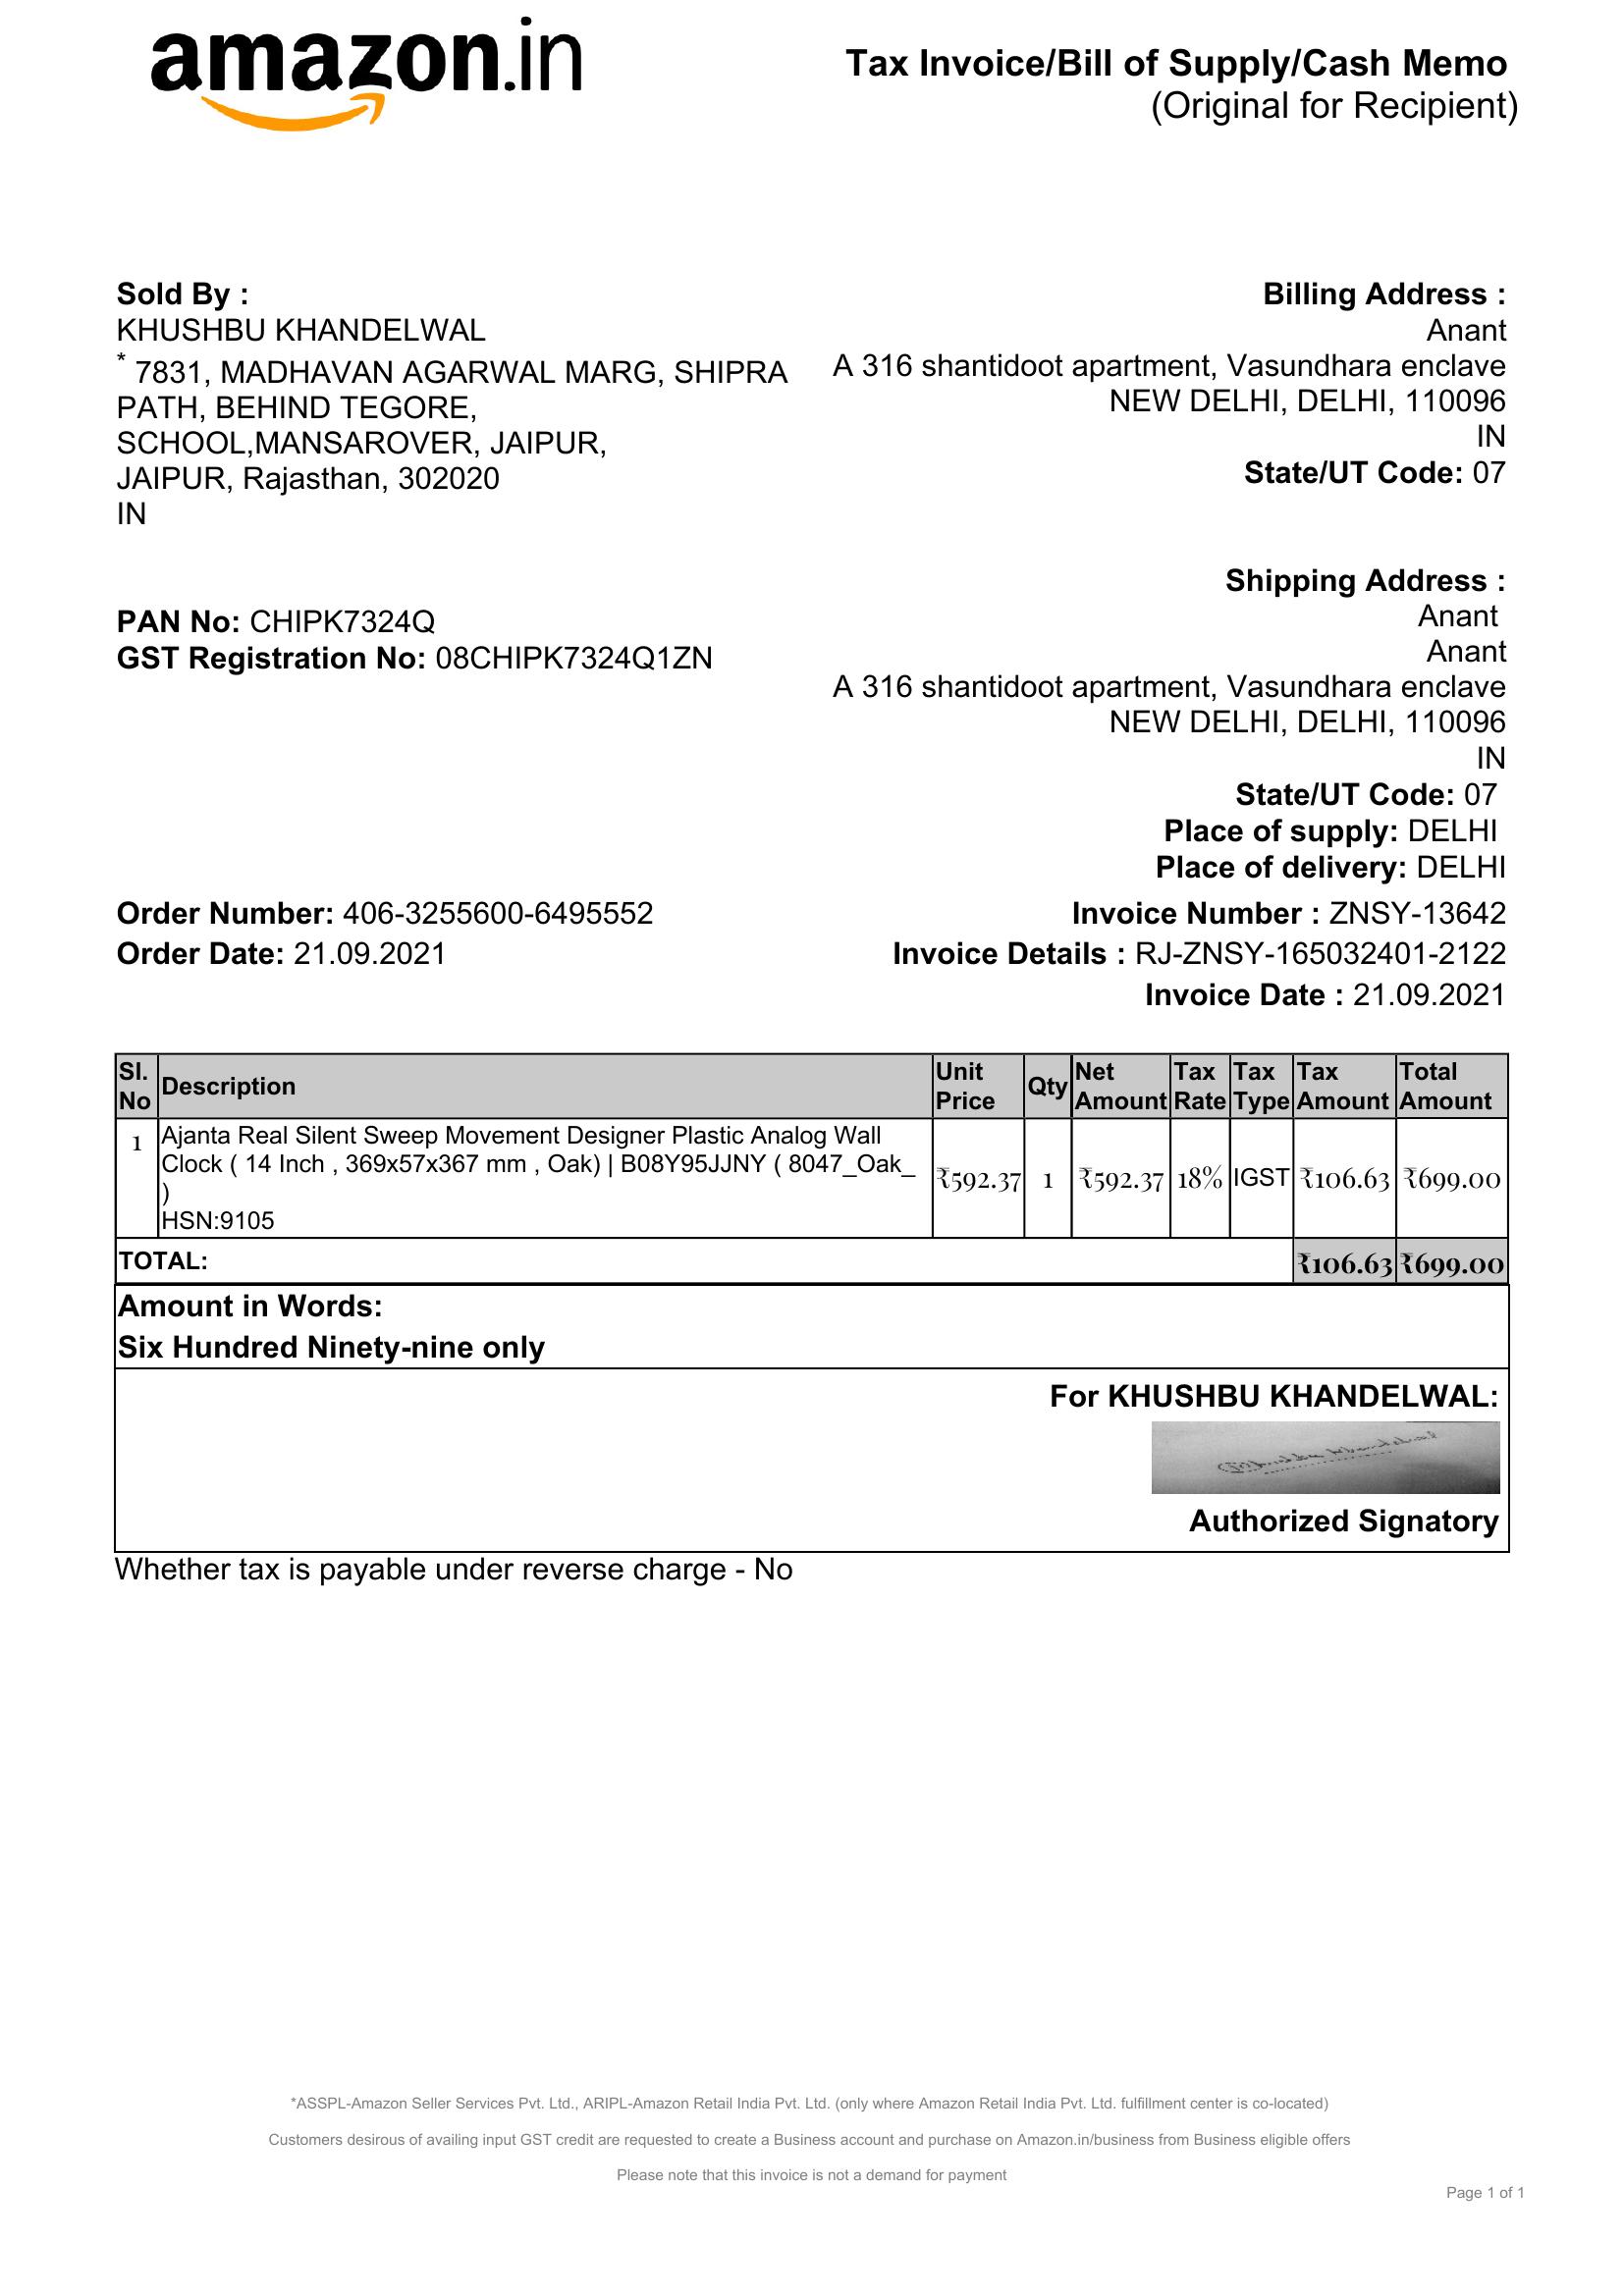 amazon.in
Tax Invoice/Bill of Supply/Cash Memo
(Original for Recipient)
Sold By :
KHUSHBU KHANDELWAL
* 7831, MADHAVAN AGARWAL MARG, SHIPRA
PATH, BEHIND TEGORE,
SCHOOL,MANSAROVER, JAIPUR,
JAIPUR, Rajasthan, 302020
IN
PAN No: CHIPK7324Q
GST Registration No: 08CHIPK7324Q1ZN
Billing Address :
Anant
A 316 shantidoot apartment, Vasundhara enclave
NEW DELHI, DELHI, 110096
IN
State/UT Code: 07
Shipping Address :
Anant
Anant
A 316 shantidoot apartment, Vasundhara enclave
NEW DELHI, DELHI, 110096
IN
State/UT Code: 07
Place of supply: DELHI
Place of delivery: DELHI
Order Number: 406-3255600-6495552
Order Date: 21.09.2021
Invoice Number : ZNSY-13642
Invoice Details : RJ-ZNSY-165032401-2122
Invoice Date : 21.09.2021
Sl. No Description Unit Price Qty Net Amount Tax Rate Tax Type Tax Amount Total Amount
1 Ajanta Real Silent Sweep Movement Designer Plastic Analog Wall
Clock ( 14 Inch , 369x57x367 mm , Oak) | B08Y95JJNY ( 8047_Oak_
)
HSN:9105
₹592.37 1 ₹592.37 18% IGST ₹106.63 ₹699.00
TOTAL: ₹106.63 ₹699.00
Amount in Words:
Six Hundred Ninety-nine only
For KHUSHBU KHANDELWAL:
Khushbu Khandelwal
Authorized Signatory
Whether tax is payable under reverse charge - No
*ASSPL-Amazon Seller Services Pvt. Ltd., ARIPL-Amazon Retail India Pvt. Ltd. (only where Amazon Retail India Pvt. Ltd. fulfillment center is co-located)
Customers desirous of availing input GST credit are requested to create a Business account and purchase on Amazon.in/business from Business eligible offers
Please note that this invoice is not a demand for payment
Page 1 of 1